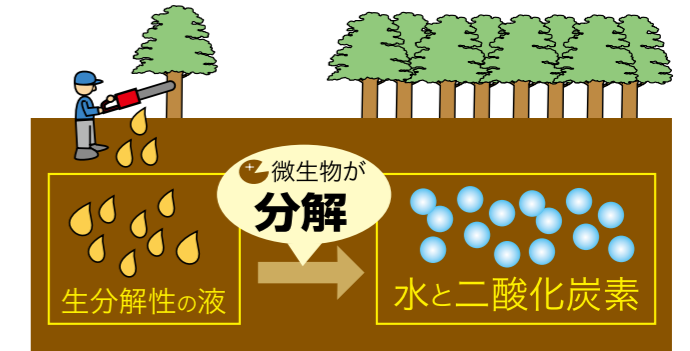 微生物が
分解
生分解性の液
水と二酸化炭素